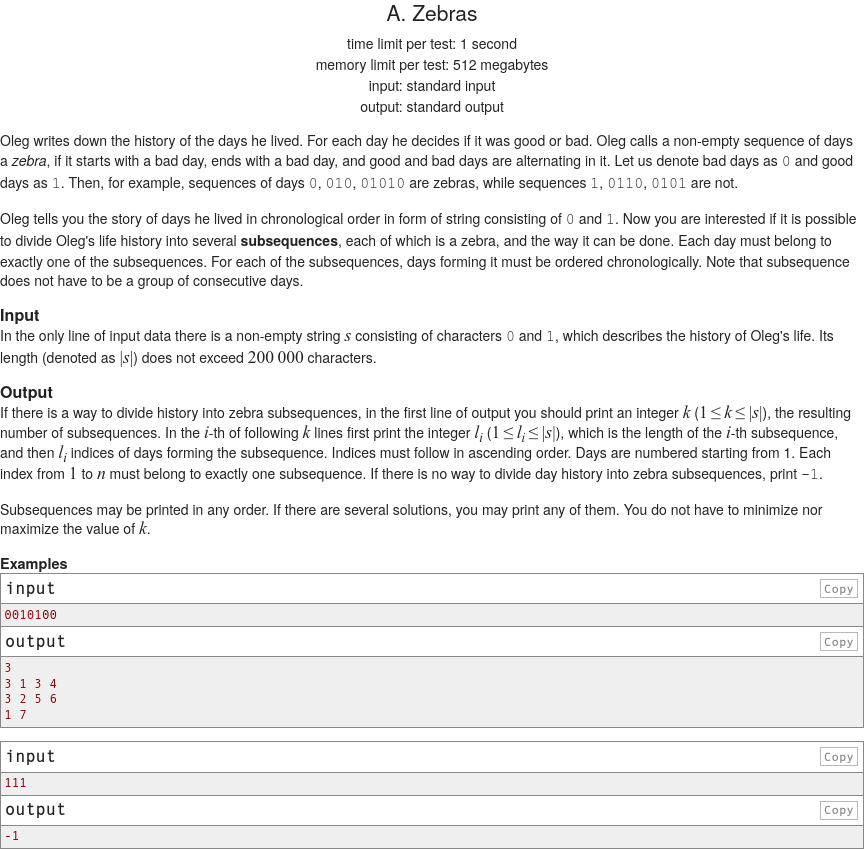 A. Zebras
time limit per test: 1 second
memory limit per test: 512 megabytes
input: standard input
output: standard output
Oleg writes down the history of the days he lived. For each day he decides if it was good or bad. Oleg calls a non-empty sequence of days
a zebra, if it starts with a bad day, ends with a bad day, and good and bad days are alternating in it. Let us denote bad days as 0 and good
days as 1. Then, for example, sequences of days 0, 010, 01010 are zebras, while sequences 1, 0110, 0101 are not.
Oleg tells you the story of days he lived in chronological order in form of string consisting of 0 and 1. Now you are interested if it is possible
to divide Oleg's life history into several subsequences, each of which is a zebra, and the way it can be done. Each day must belong to
exactly one of the subsequences. For each of the subsequences, days forming it must be ordered chronologically. Note that subsequence
does not have to be a group of consecutive days.
Input
In the only line of input data there is a non-empty string s consisting of characters 0 and 1, which describes the history of Oleg's life. Its
length (denoted as |s|) does not exceed 200 000 characters.
Output
If there is a way to divide history into zebra subsequences, in the first line of output you should print an integer k (1 ≤ k ≤ |s|), the resulting
number of subsequences. In the i-th of following k lines first print the integer l_i (1 ≤ l_i ≤ |s|), which is the length of the i-th subsequence,
and then l_i indices of days forming the subsequence. Indices must follow in ascending order. Days are numbered starting from 1. Each
index from 1 to n must belong to exactly one subsequence. If there is no way to divide day history into zebra subsequences, print -1.
Subsequences may be printed in any order. If there are several solutions, you may print any of them. You do not have to minimize nor
maximize the value of k.
Examples
input Copy
0010100
output Copy
3
3 1 3 4
3 2 5 6
1 7
input Copy
111
output Copy
-1